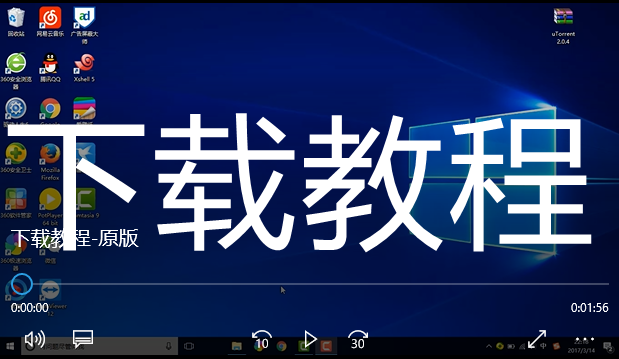 回收站
网易云音乐
广告屏蔽大师
uTorrent 2.0.4
360安全浏览器
腾讯QQ
Xshell 5
下载教程
360安全卫士
Mozilla Firefox
360软件管家
PotPlayer 64 bit
下载教程-原版
微信
0:00:00
0:01:56
10
30
2017/3/14